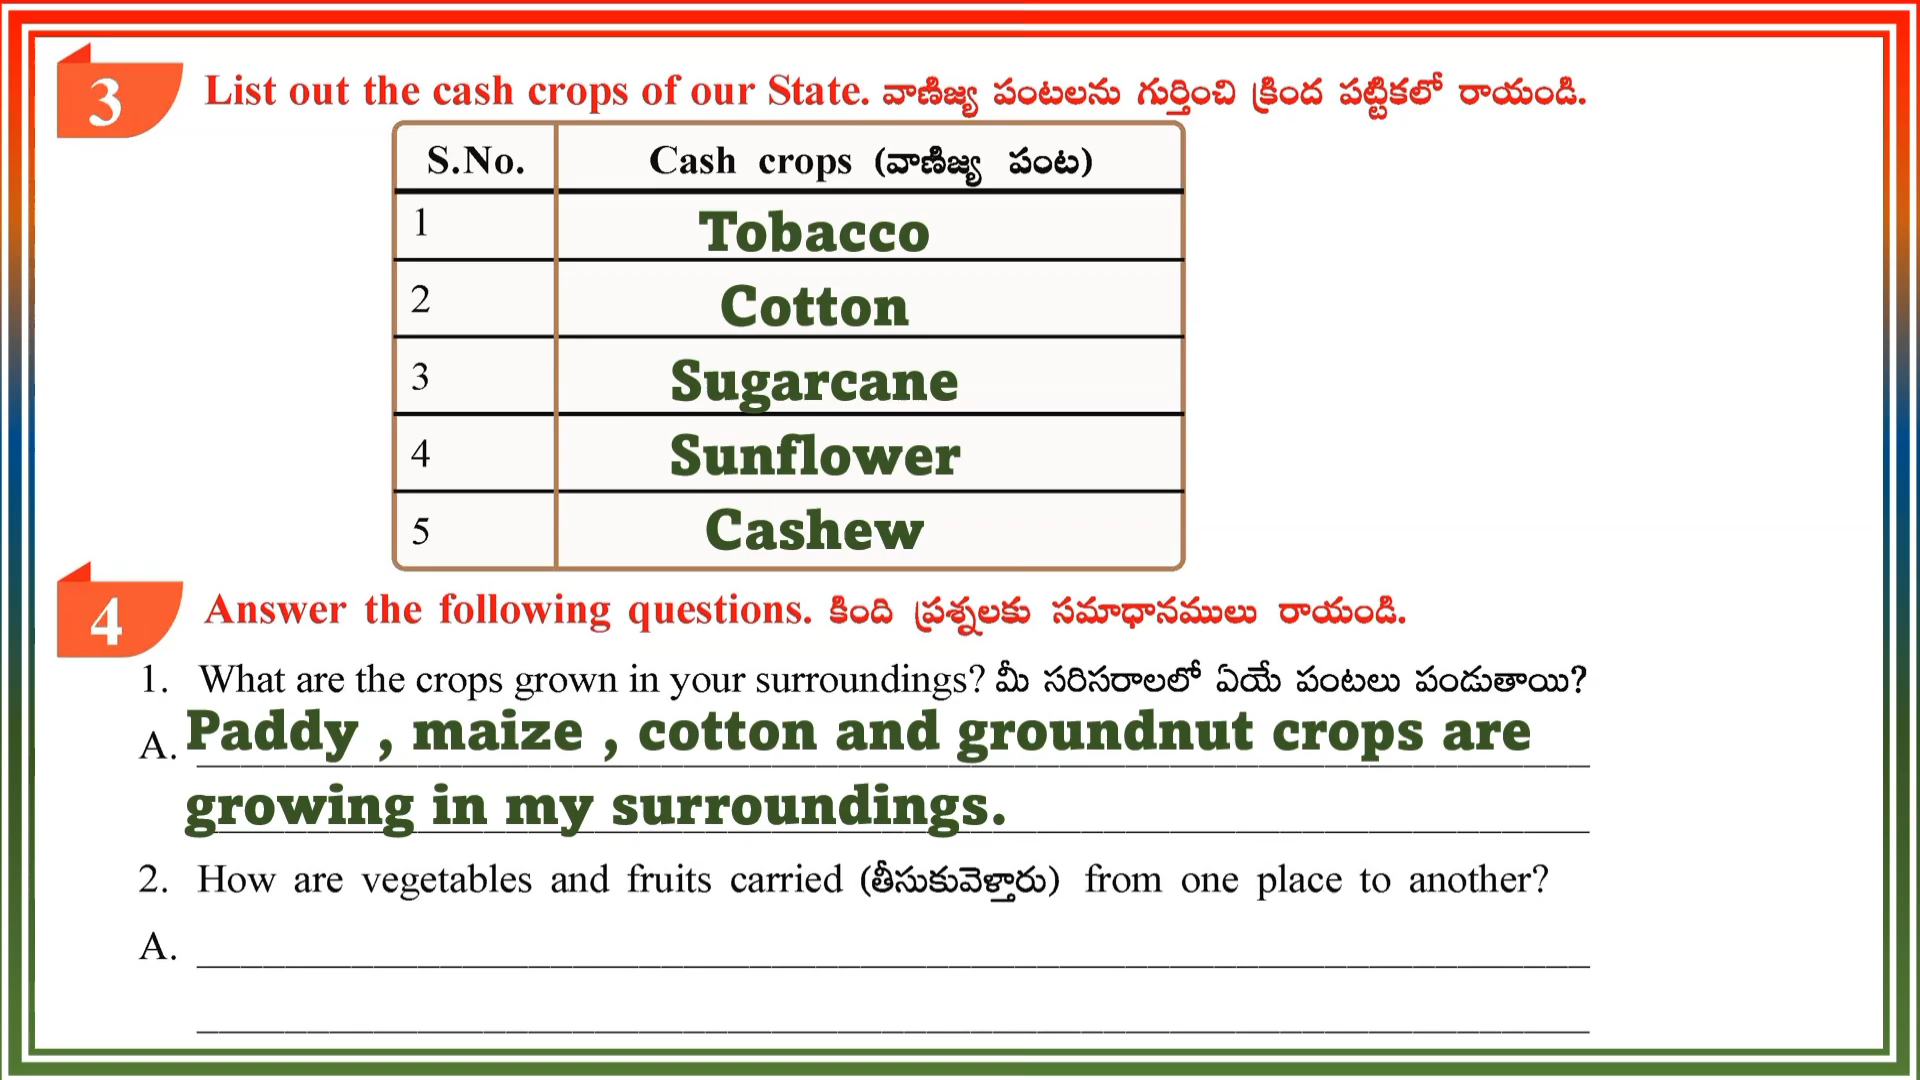 3 List out the cash crops of our State. వాణిజ్య పంటలను గుర్తించి క్రింద పట్టికలో రాయండి.
S.No. Cash crops (వాణిజ్య పంట)
1 Tobacco
2 Cotton
3 Sugarcane
4 Sunflower
5 Cashew
4 Answer the following questions. కింది ప్రశ్నలకు సమాధానములు రాయండి.
1. What are the crops grown in your surroundings? మీ సరిసరాలలో ఏయే పంటలు పండుతాయి?
A. Paddy , maize , cotton and groundnut crops are
growing in my surroundings.
2. How are vegetables and fruits carried (తీసుకువెళ్తారు) from one place to another?
A.